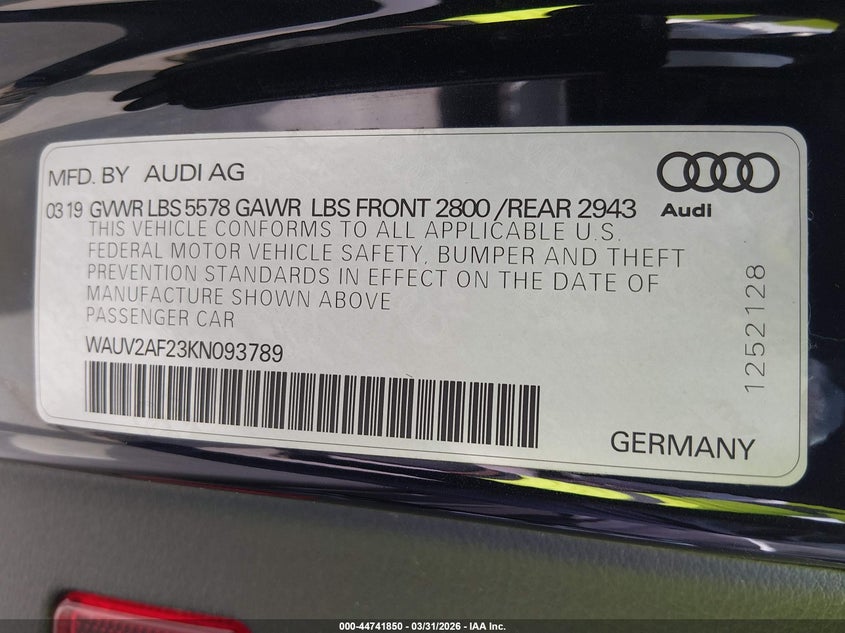 MFD. BY AUDI AG
Audi
03 19 GVWR LBS 5578 GAWR LBS FRONT 2800 /REAR 2943
THIS VEHICLE CONFORMS TO ALL APPLICABLE U.S.
FEDERAL MOTOR VEHICLE SAFETY, BUMPER AND THEFT
PREVENTION STANDARDS IN EFFECT ON THE DATE OF
MANUFACTURE SHOWN ABOVE
PASSENGER CAR
WAUV2AF23KN093789
1252128
GERMANY
000-44741850 - 03/31/2026 - IAA Inc.